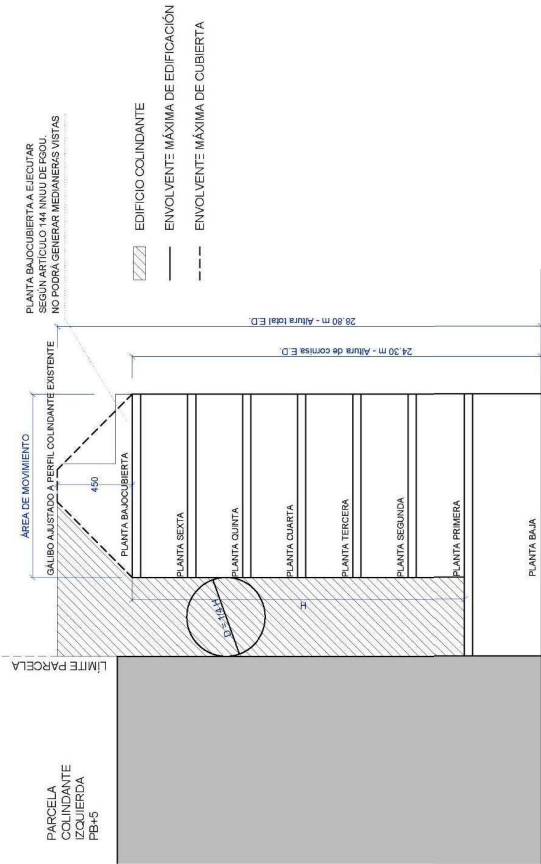 PLANTA BAJOCUBIERTA A EJECUTAR
SEGÚN ARTÍCULO 144 NNUU DE PGOU.
NO PODRÁ GENERAR MEDIANERAS VISTAS
EDIFICIO COLINDANTE
ENVOLVENTE MÁXIMA DE EDIFICACIÓN
ENVOLVENTE MÁXIMA DE CUBIERTA
ÁREA DE MOVIMIENTO
GÁLIBO AJUSTADO A PERFIL COLINDANTE EXISTENTE
450
28.80 m - Altura total E.D.
24.30 m - Altura de cornisa E.D.
PLANTA BAJOCUBIERTA
PLANTA SEXTA
PLANTA QUINTA
PLANTA CUARTA
PLANTA TERCERA
PLANTA SEGUNDA
PLANTA PRIMERA
PLANTA BAJA
D = 1/4 H
H
LÍMITE PARCELA
PARCELA
COLINDANTE
IZQUIERDA
PB+5